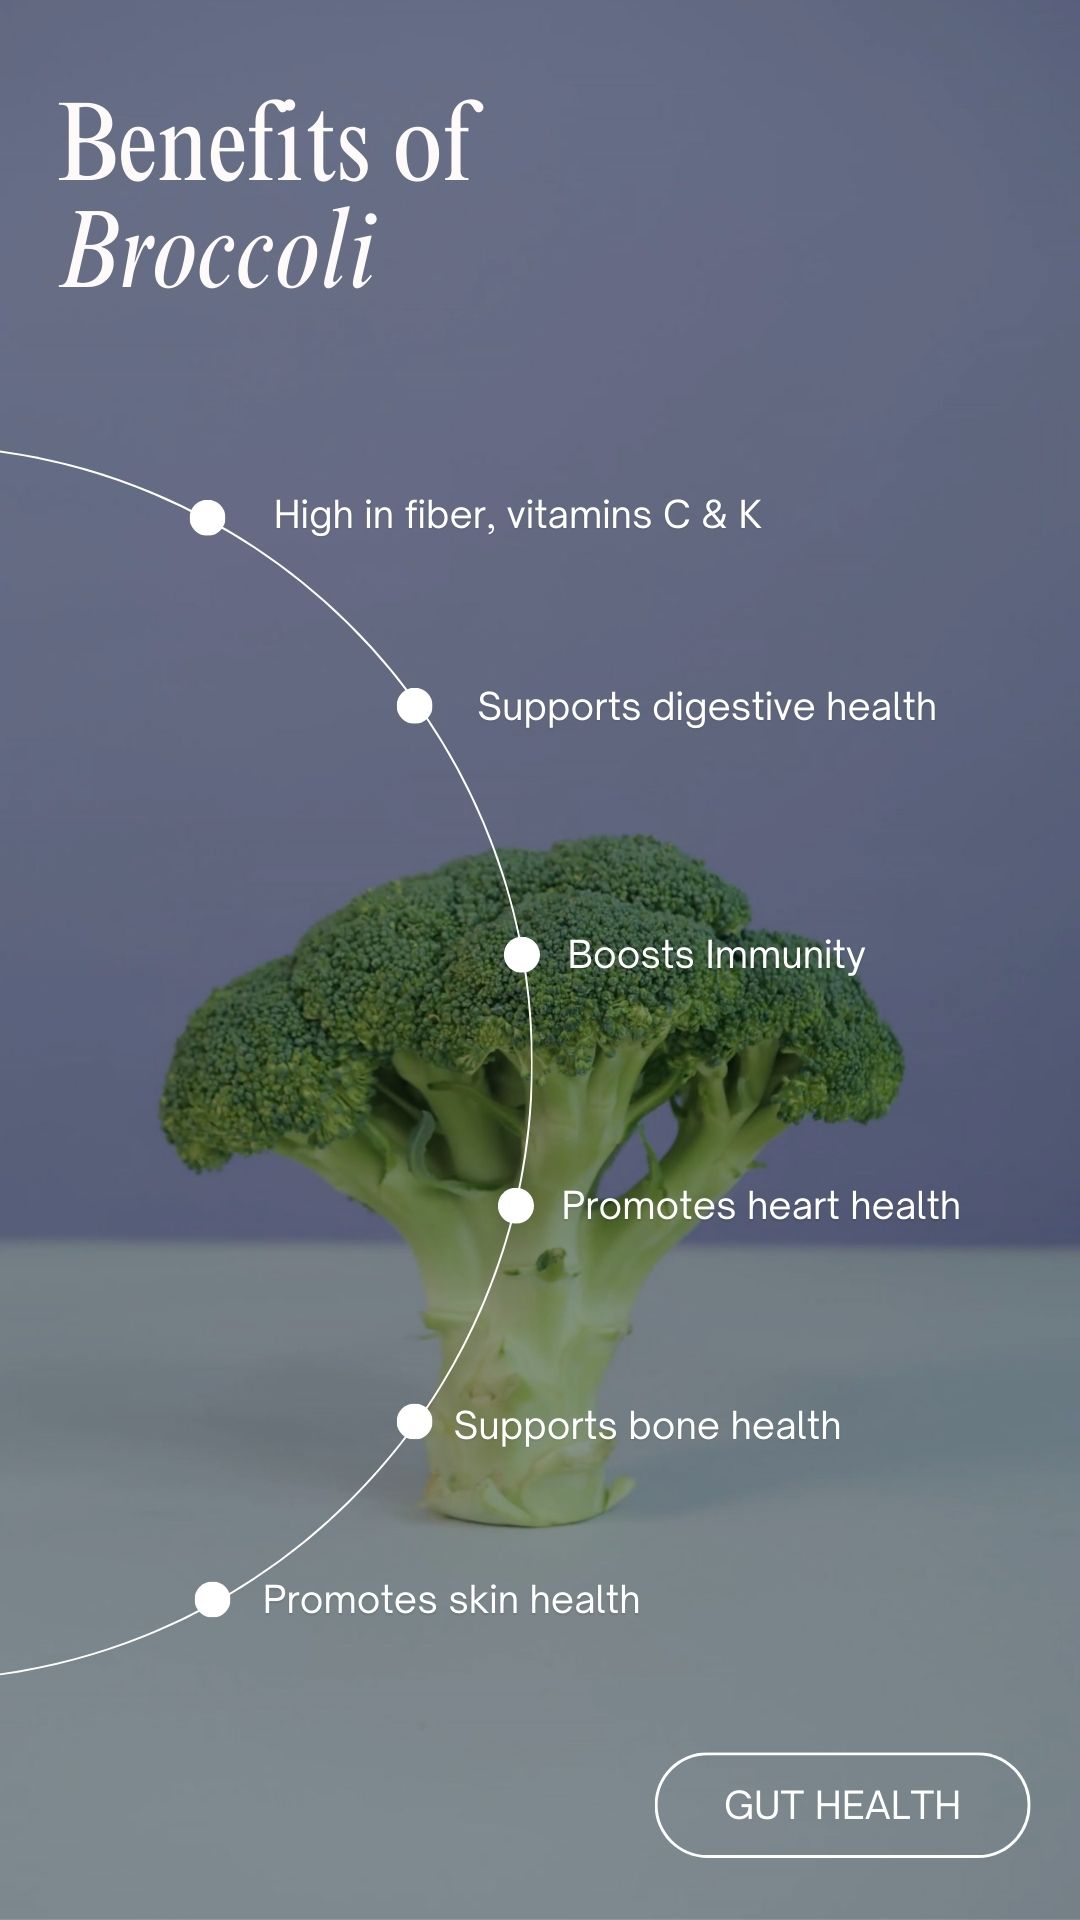 Benefits of
Broccoli
High in fiber, vitamins C & K
Supports digestive health
Boosts Immunity
Promotes heart health
Supports bone health
Promotes skin health
GUT HEALTH